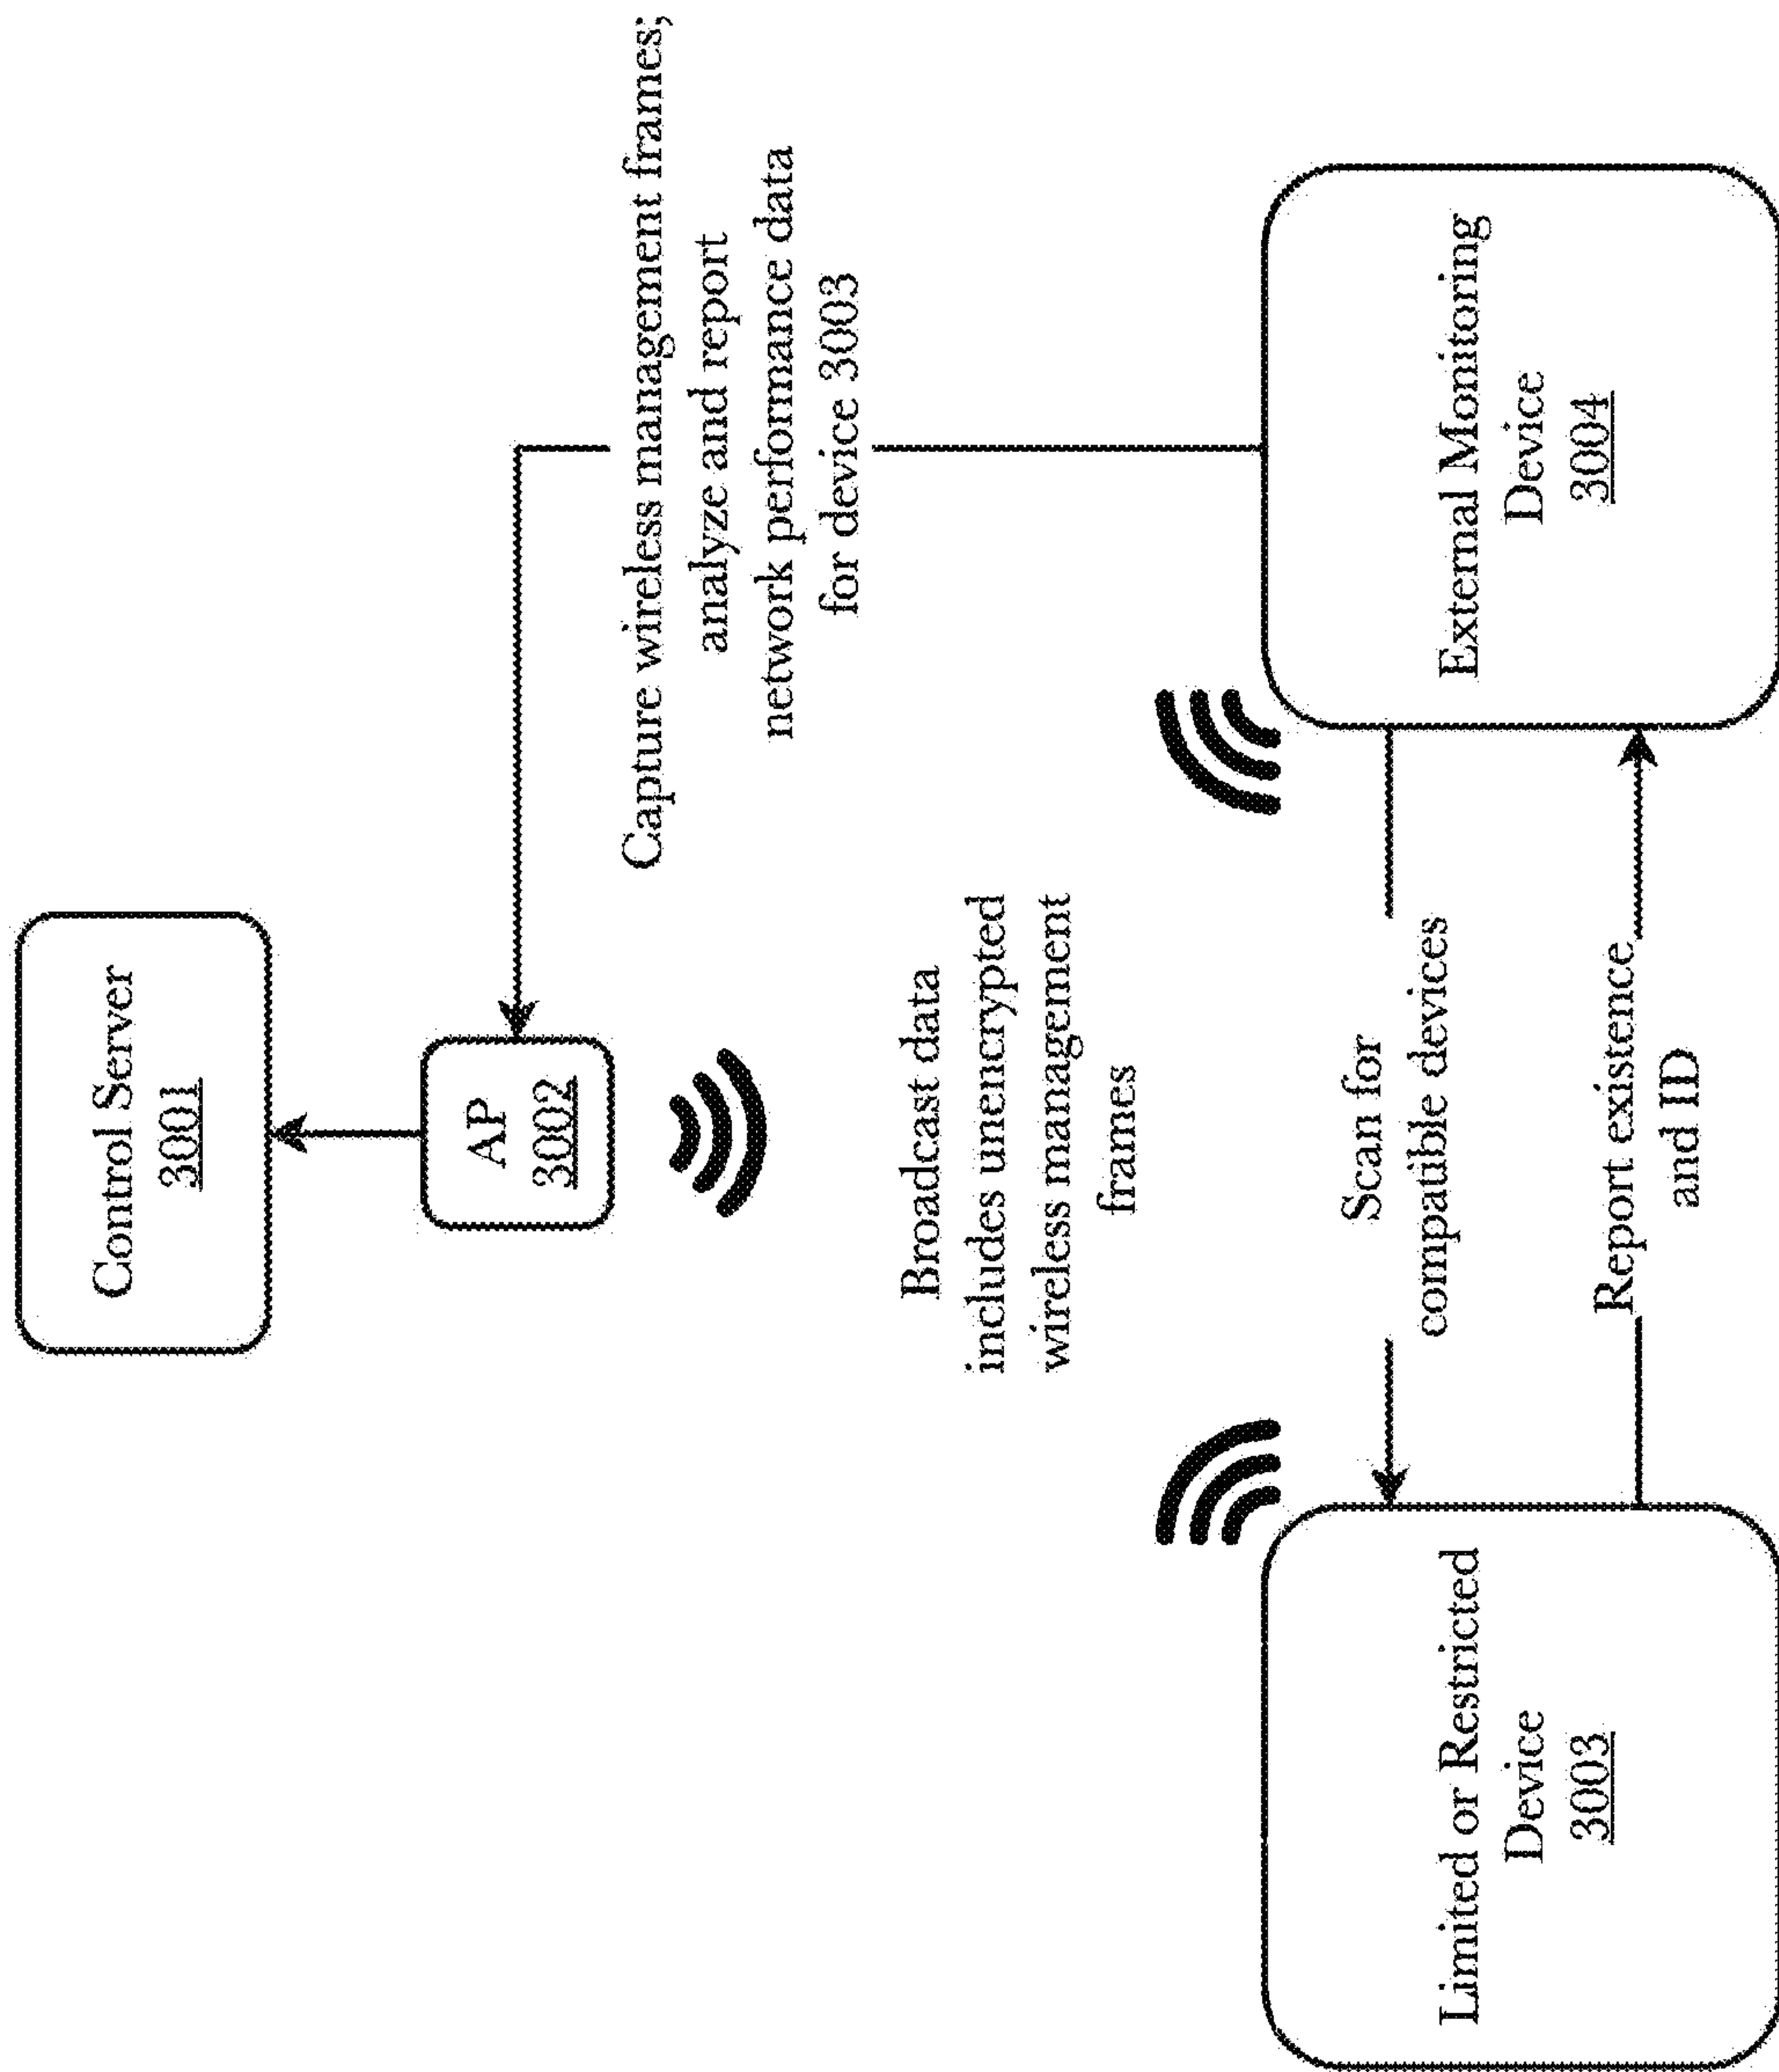 Control Server
3001
AP
3002
Capture wireless management frames;
analyze and report
network performance data
for device 3003
Broadcast data
includes unencrypted
wireless management
frames
Scan for
compatible devices
Report existence
and ID
Limited or Restricted
Device
3003
External Monitoring
Device
3004